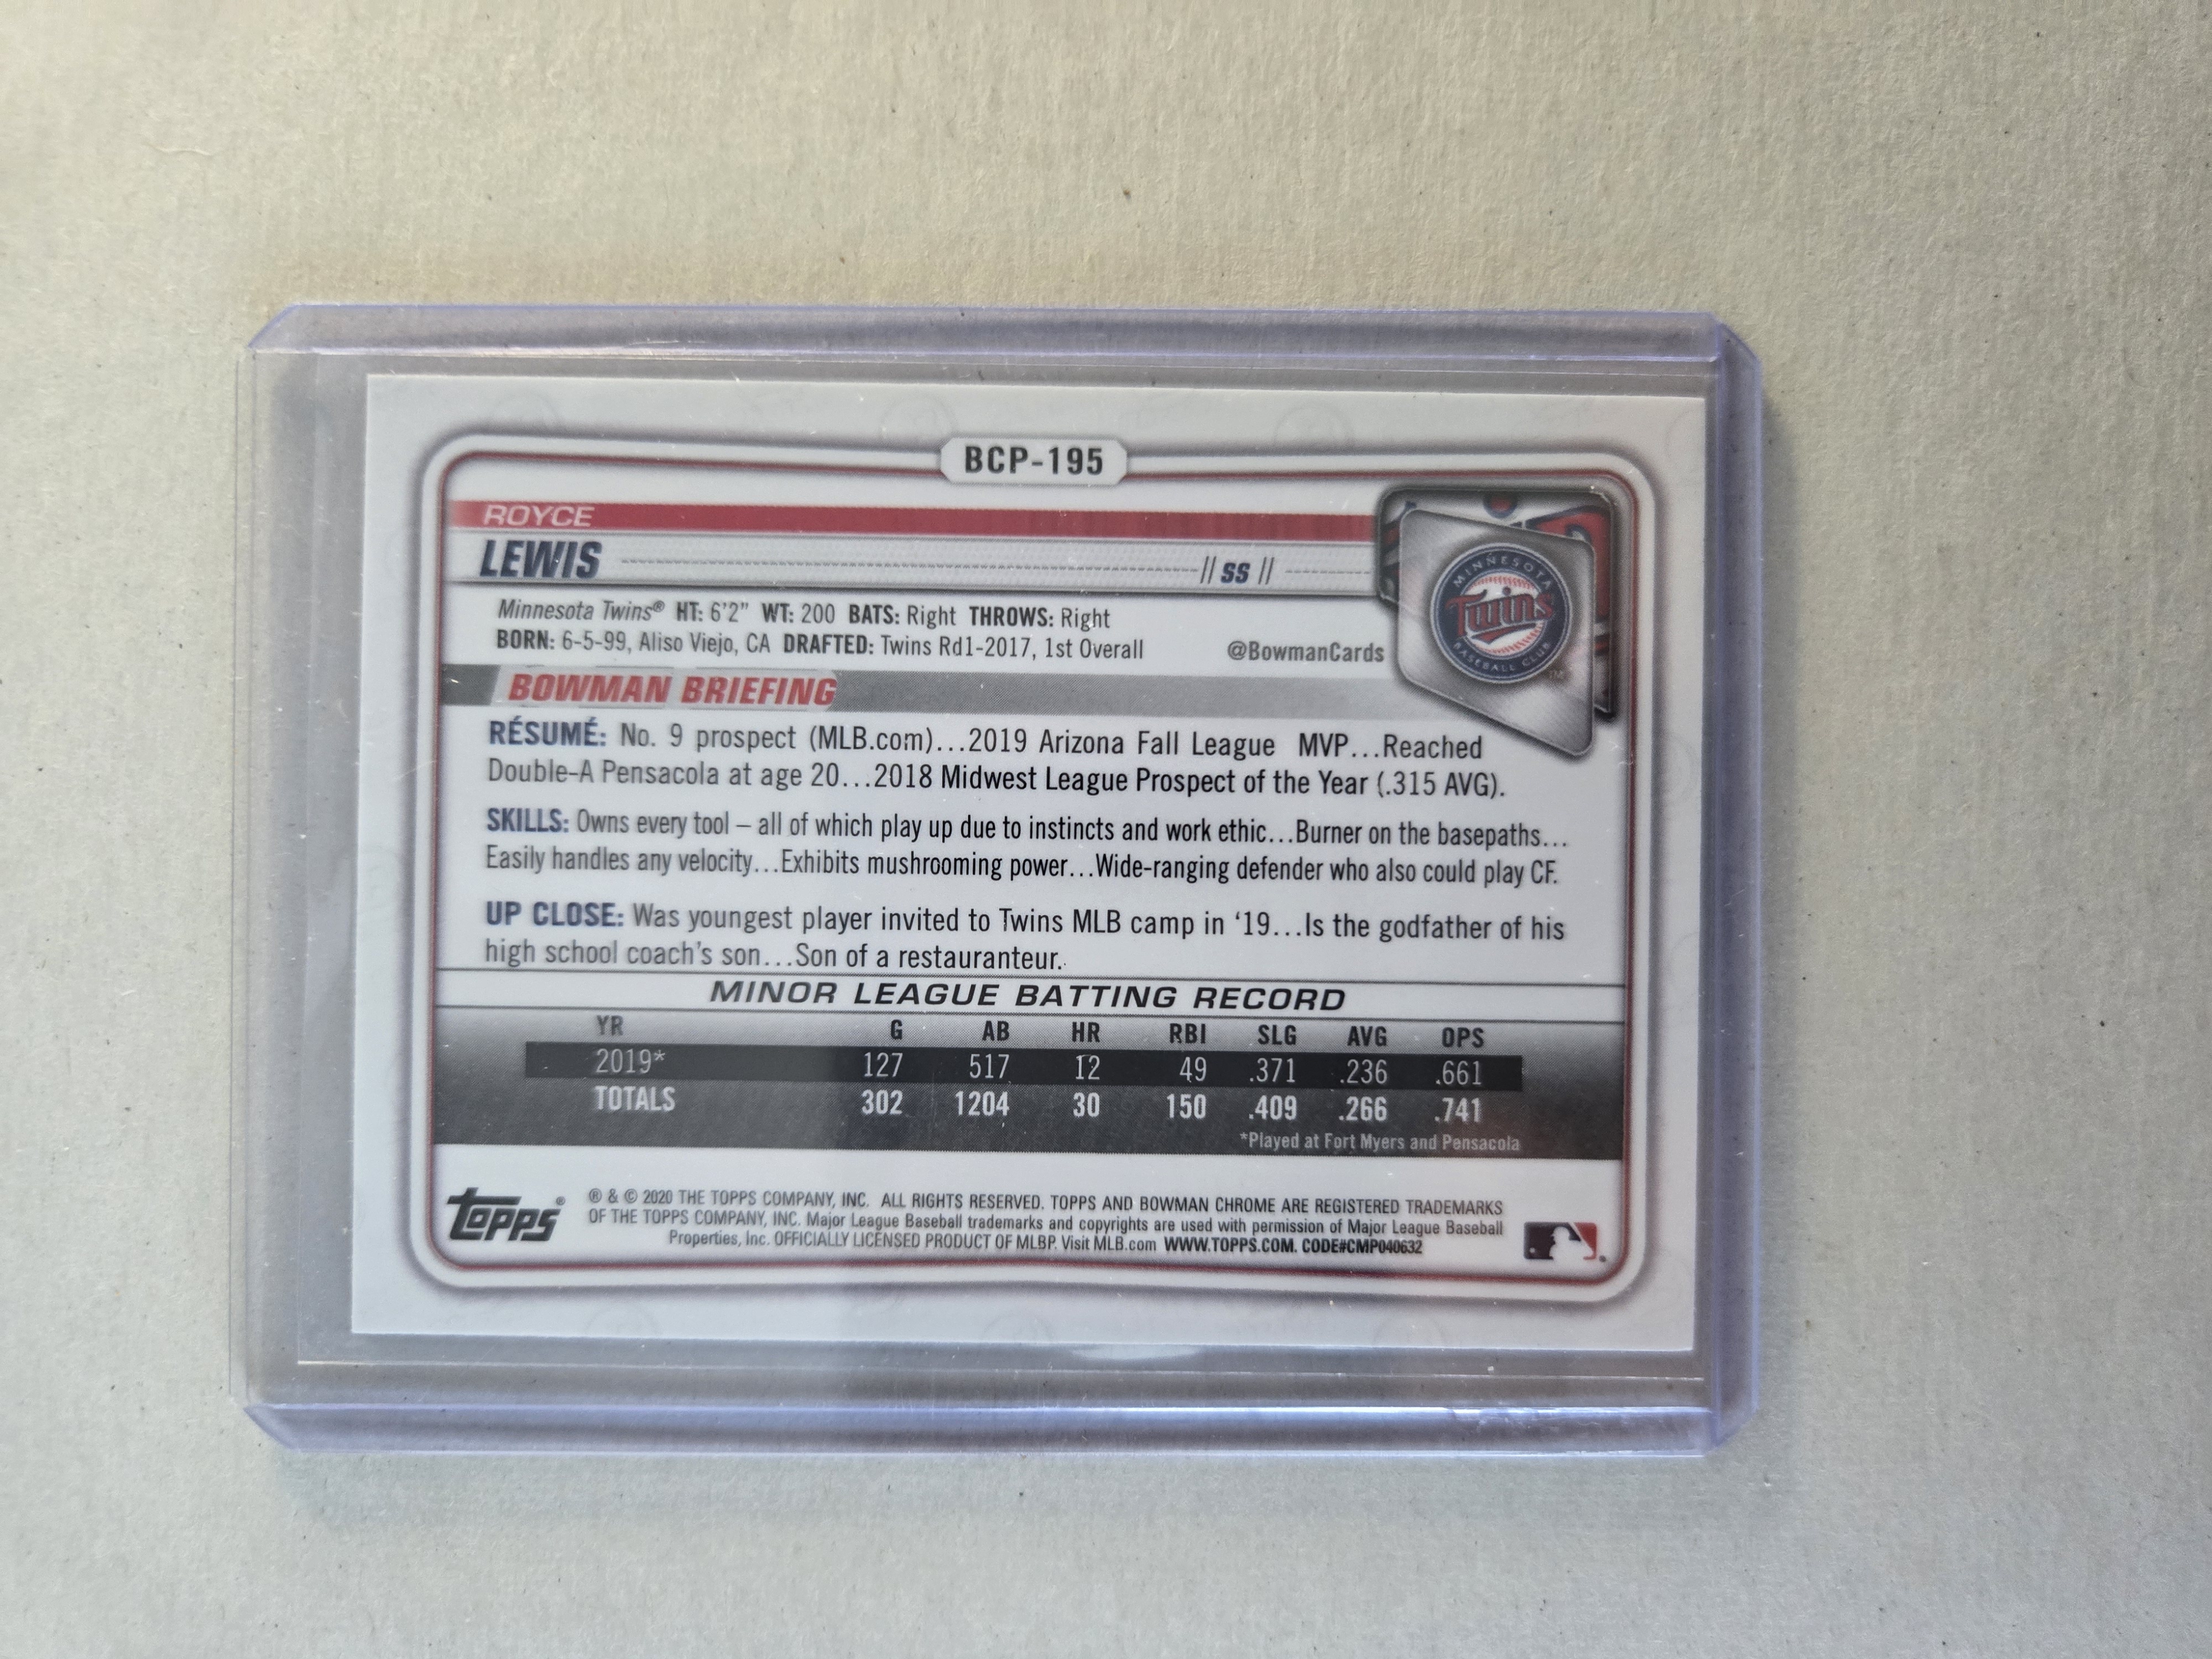 BCP-195
ROYCE
LEWIS // SS //
Minnesota Twins® HT: 6'2" WT: 200 BATS: Right THROWS: Right
BORN: 6-5-99, Aliso Viejo, CA DRAFTED: Twins Rd1-2017, 1st Overall
@BowmanCards
MINNESOTA
Twins
BASEBALL CLUB
TM
BOWMAN BRIEFING
RÉSUMÉ: No. 9 prospect (MLB.com)...2019 Arizona Fall League MVP...Reached
Double-A Pensacola at age 20...2018 Midwest League Prospect of the Year (.315 AVG).
SKILLS: Owns every tool – all of which play up due to instincts and work ethic...Burner on the basepaths...
Easily handles any velocity...Exhibits mushrooming power...Wide-ranging defender who also could play CF.
UP CLOSE: Was youngest player invited to Twins MLB camp in ‘19...Is the godfather of his
high school coach's son...Son of a restauranteur.
MINOR LEAGUE BATTING RECORD
YR G AB HR RBI SLG AVG OPS
2019* 127 517 12 49 .371 .236 .661
TOTALS 302 1204 30 150 .409 .266 .741
*Played at Fort Myers and Pensacola
topps®
® & © 2020 THE TOPPS COMPANY, INC. ALL RIGHTS RESERVED. TOPPS AND BOWMAN CHROME ARE REGISTERED TRADEMARKS
OF THE TOPPS COMPANY, INC. Major League Baseball trademarks and copyrights are used with permission of Major League Baseball
Properties, Inc. OFFICIALLY LICENSED PRODUCT OF MLBP. Visit MLB.com WWW.TOPPS.COM. CODE#CMP040632